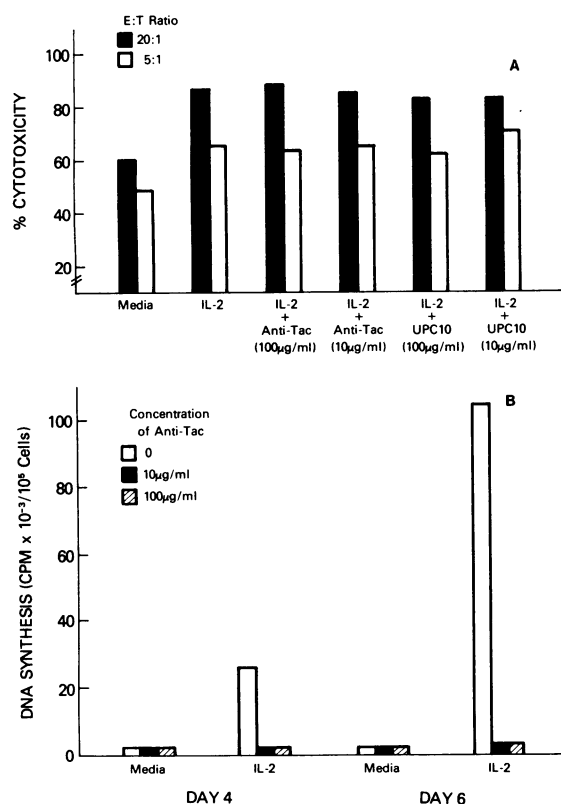 E:T Ratio
20:1
5:1
A
% CYTOTOXICITY
100
80
60
40
20
Media
IL-2
IL-2
+
Anti-Tac
(100µg/ml)
IL-2
+
Anti-Tac
(10µg/ml)
IL-2
+
UPC10
(100µg/ml)
IL-2
+
UPC10
(10µg/ml)
B
Concentration
of Anti-Tac
0
10µg/ml
100µg/ml
DNA SYNTHESIS (CPM x 10⁻³/10⁵ Cells)
100
80
60
40
20
0
Media
IL-2
Media
IL-2
DAY 4
DAY 6